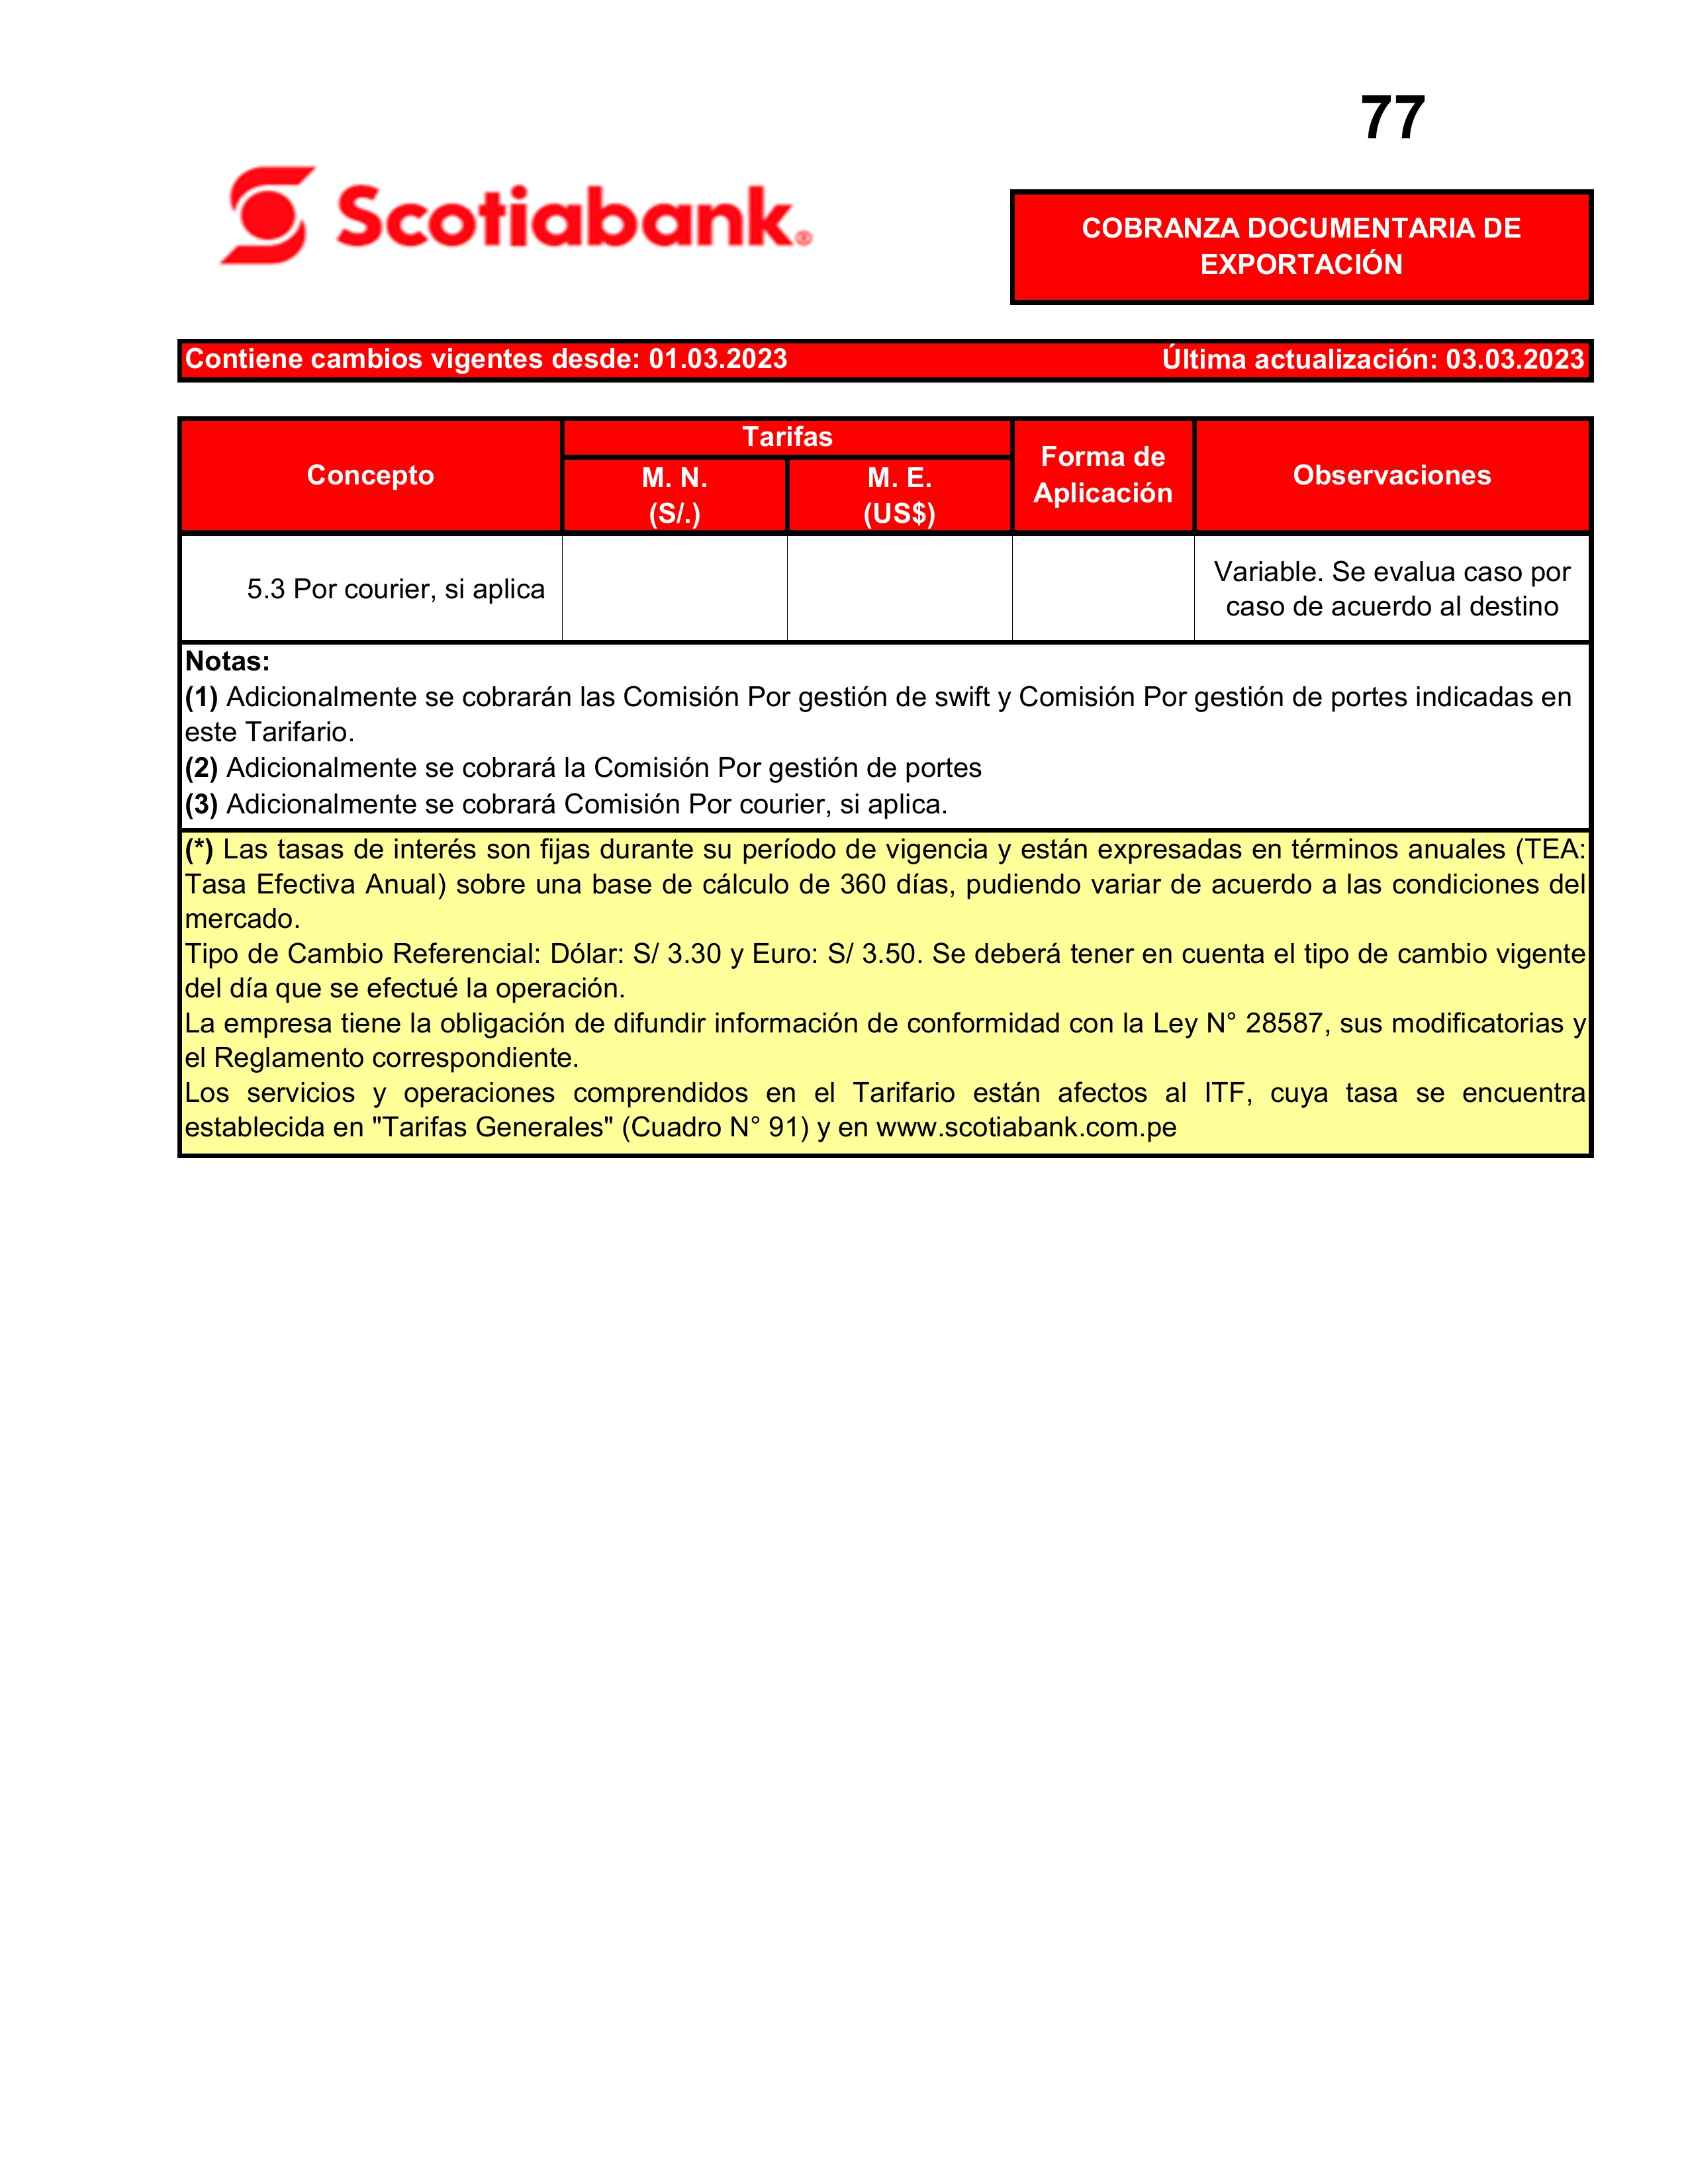 77
Scotiabank®
COBRANZA DOCUMENTARIA DE
EXPORTACIÓN
Contiene cambios vigentes desde: 01.03.2023 Última actualización: 03.03.2023
Concepto
Tarifas
M. N.
(S/.)
M. E.
(US$)
Forma de
Aplicación
Observaciones
5.3 Por courier, si aplica
Variable. Se evalua caso por
caso de acuerdo al destino
Notas:
(1) Adicionalmente se cobrarán las Comisión Por gestión de swift y Comisión Por gestión de portes indicadas en
este Tarifario.
(2) Adicionalmente se cobrará la Comisión Por gestión de portes
(3) Adicionalmente se cobrará Comisión Por courier, si aplica.
(*) Las tasas de interés son fijas durante su período de vigencia y están expresadas en términos anuales (TEA:
Tasa Efectiva Anual) sobre una base de cálculo de 360 días, pudiendo variar de acuerdo a las condiciones del
mercado.
Tipo de Cambio Referencial: Dólar: S/ 3.30 y Euro: S/ 3.50. Se deberá tener en cuenta el tipo de cambio vigente
del día que se efectué la operación.
La empresa tiene la obligación de difundir información de conformidad con la Ley N° 28587, sus modificatorias y
el Reglamento correspondiente.
Los servicios y operaciones comprendidos en el Tarifario están afectos al ITF, cuya tasa se encuentra
establecida en "Tarifas Generales" (Cuadro N° 91) y en www.scotiabank.com.pe